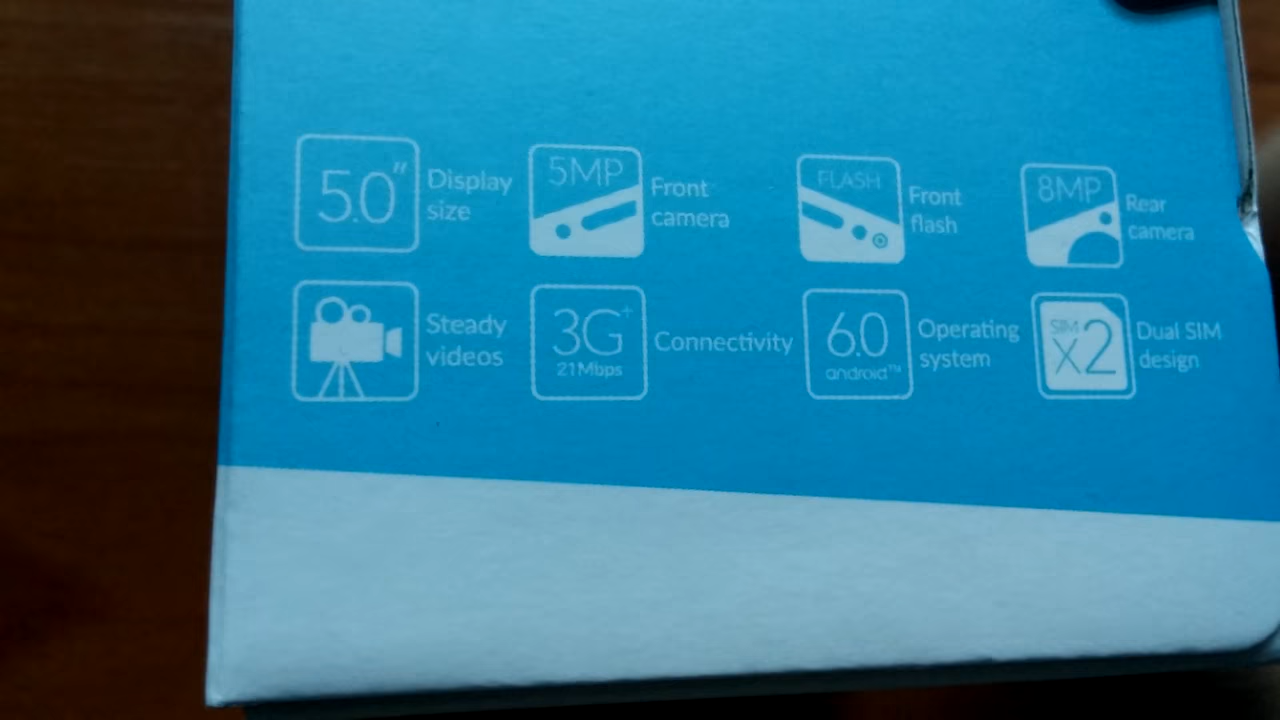 5.0"
Display
size
5MP
Front
camera
FLASH
Front
flash
8MP
Rear
camera
Steady
videos
3G+
21Mbps
Connectivity
6.0
android™
Operating
system
SIM
X2
Dual SIM
design